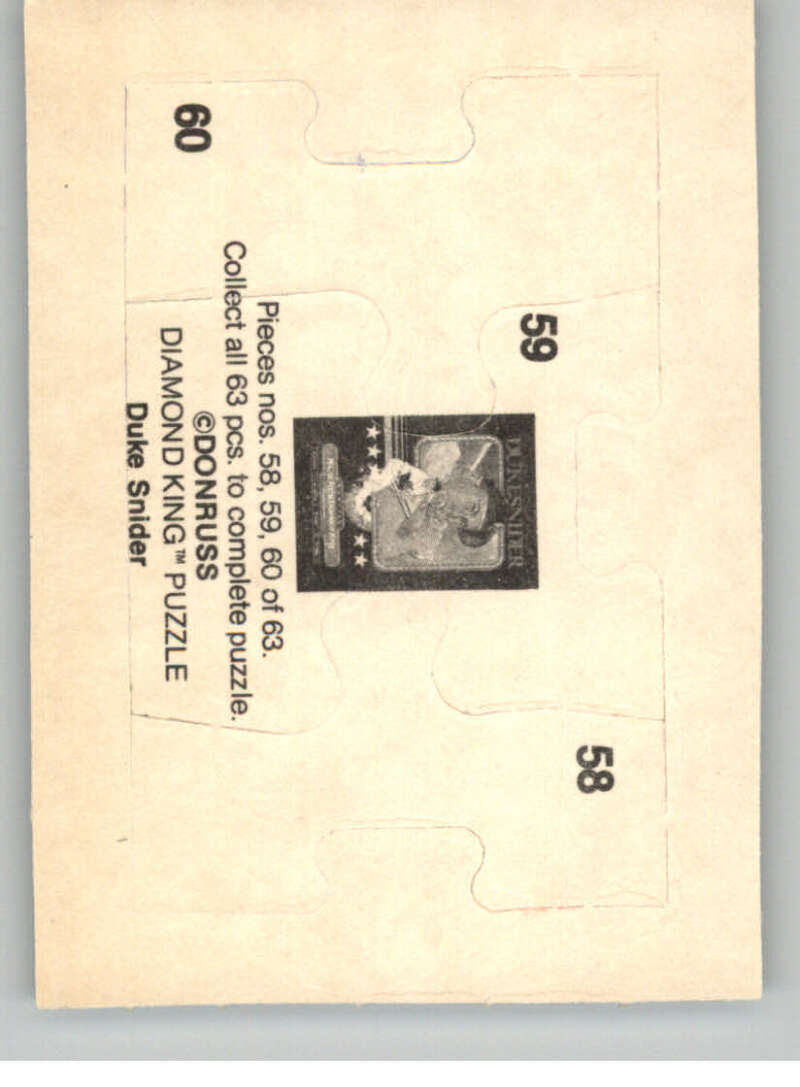 60
59
58
DUKE SNIDER
Pieces nos. 58, 59, 60 of 63.
Collect all 63 pcs. to complete puzzle.
©DONRUSS
DIAMOND KING™ PUZZLE
Duke Snider